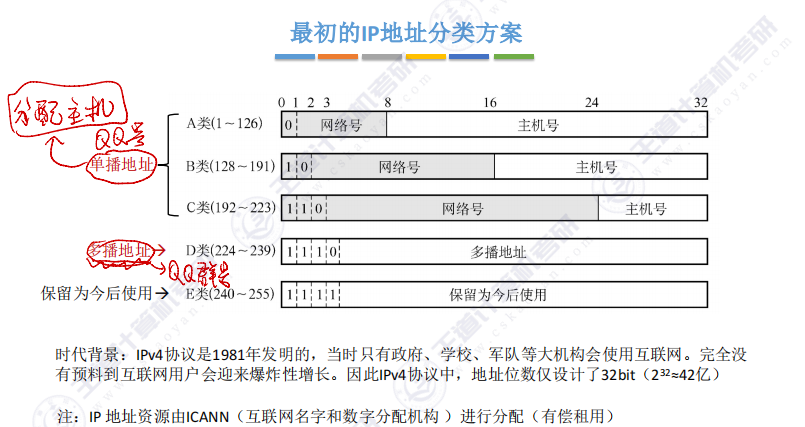 最初的IP地址分类方案
0 1 2 3 8 16 24 32
分配主机
QQ号
单播地址
A类(1～126) 0 网络号 主机号
B类(128～191) 1 0 网络号 主机号
C类(192～223) 1 1 0 网络号 主机号
多播地址 D类(224～239) 1 1 1 0 多播地址
QQ群号
保留为今后使用 E类(240～255) 1 1 1 1 保留为今后使用
时代背景：IPv4协议是1981年发明的，当时只有政府、学校、军队等大机构会使用互联网。完全没
有预料到互联网用户会迎来爆炸性增长。因此IPv4协议中，地址位数仅设计了32bit（2³²≈42亿）
注：IP 地址资源由ICANN（互联网名字和数字分配机构 ）进行分配（有偿租用）
王道计算机考研
www.cskaoyan.com